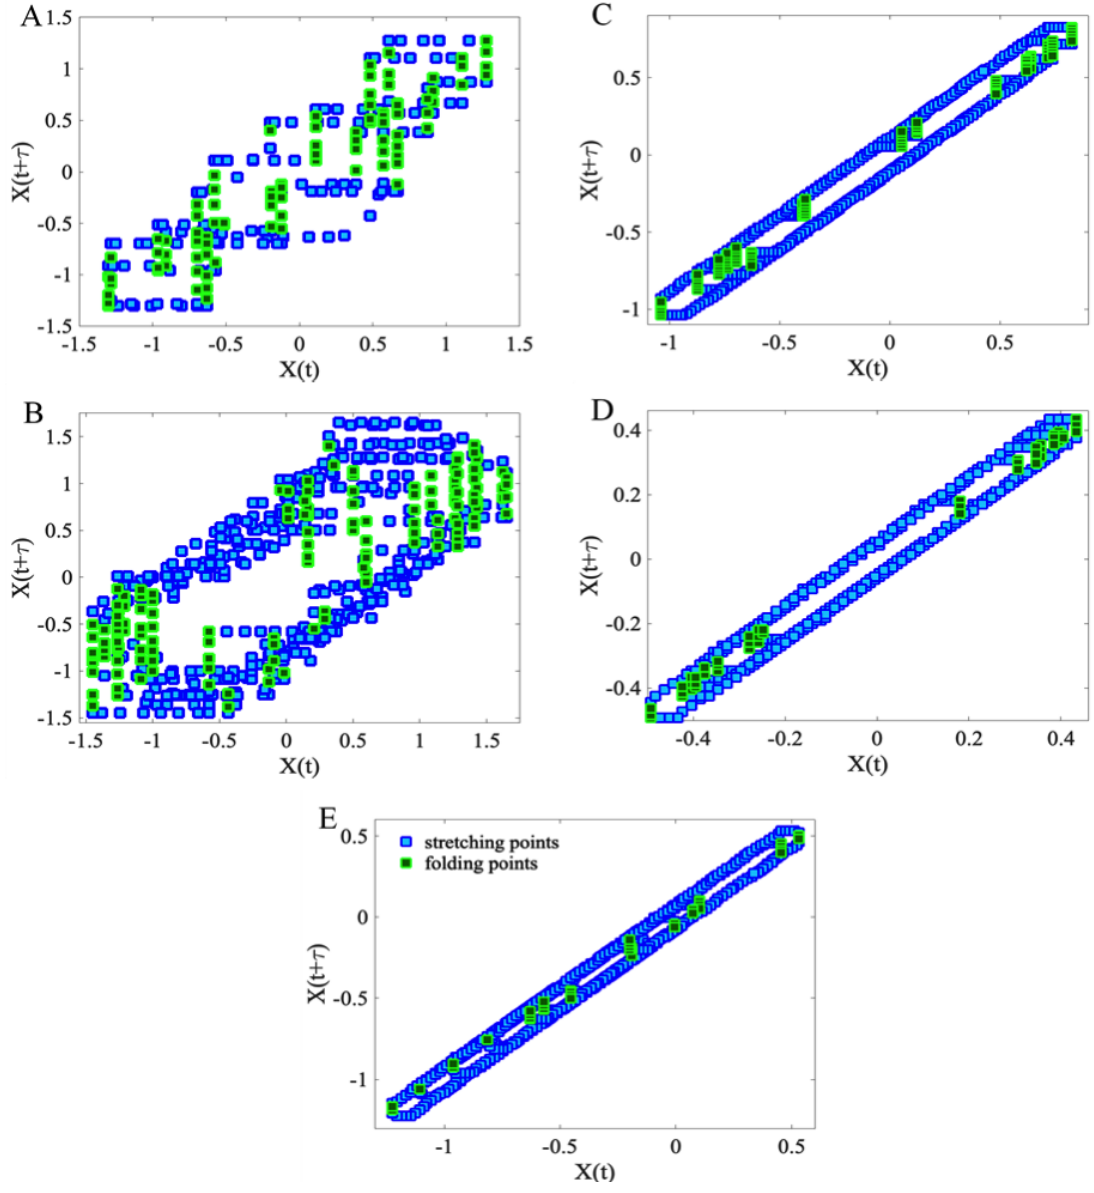 A
1.5
1
0.5
0
-0.5
-1
-1.5
X(t+τ)
-1.5 -1 -0.5 0 0.5 1 1.5
X(t)
C
0.5
0
-0.5
-1
X(t+τ)
-1 -0.5 0 0.5
X(t)
B
1.5
1
0.5
0
-0.5
-1
-1.5
X(t+τ)
-1.5 -1 -0.5 0 0.5 1 1.5
X(t)
D
0.4
0.2
0
-0.2
-0.4
X(t+τ)
-0.4 -0.2 0 0.2 0.4
X(t)
E
stretching points
folding points
0.5
0
-0.5
-1
X(t+τ)
-1 -0.5 0 0.5
X(t)